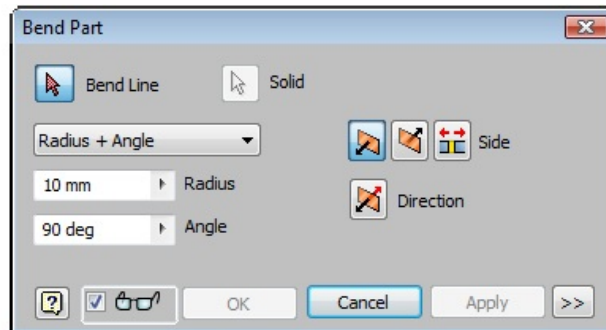 Bend Part
Bend Line Solid
Radius + Angle
Side
10 mm Radius
Direction
90 deg Angle
OK Cancel Apply >>